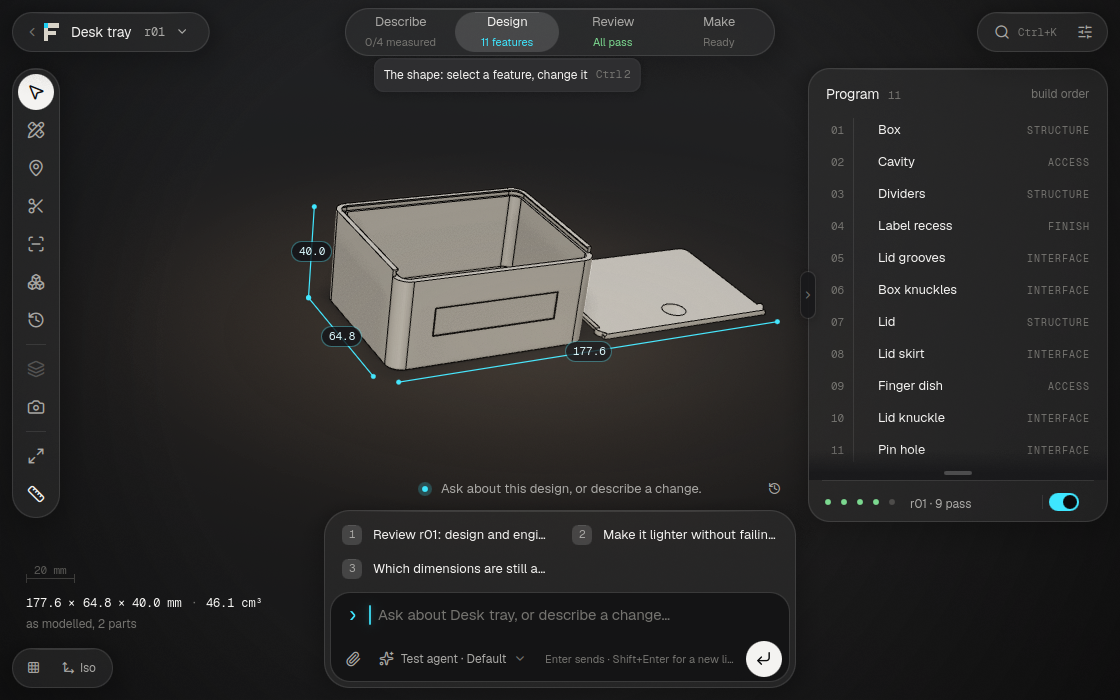 Desk tray r01
Describe
0/4 measured
Design
11 features
Review
All pass
Make
Ready
Ctrl+K
The shape: select a feature, change it Ctrl 2
Program 11 build order
01 Box STRUCTURE
02 Cavity ACCESS
03 Dividers STRUCTURE
04 Label recess FINISH
05 Lid grooves INTERFACE
06 Box knuckles INTERFACE
07 Lid STRUCTURE
08 Lid skirt INTERFACE
09 Finger dish ACCESS
10 Lid knuckle INTERFACE
11 Pin hole INTERFACE
r01 · 9 pass
40.0
64.8
177.6
Ask about this design, or describe a change.
1 Review r01: design and engi…
2 Make it lighter without failin…
3 Which dimensions are still a…
Ask about Desk tray, or describe a change…
Test agent · Default
Enter sends · Shift+Enter for a new li…
20 mm
177.6 × 64.8 × 40.0 mm · 46.1 cm³
as modelled, 2 parts
Iso